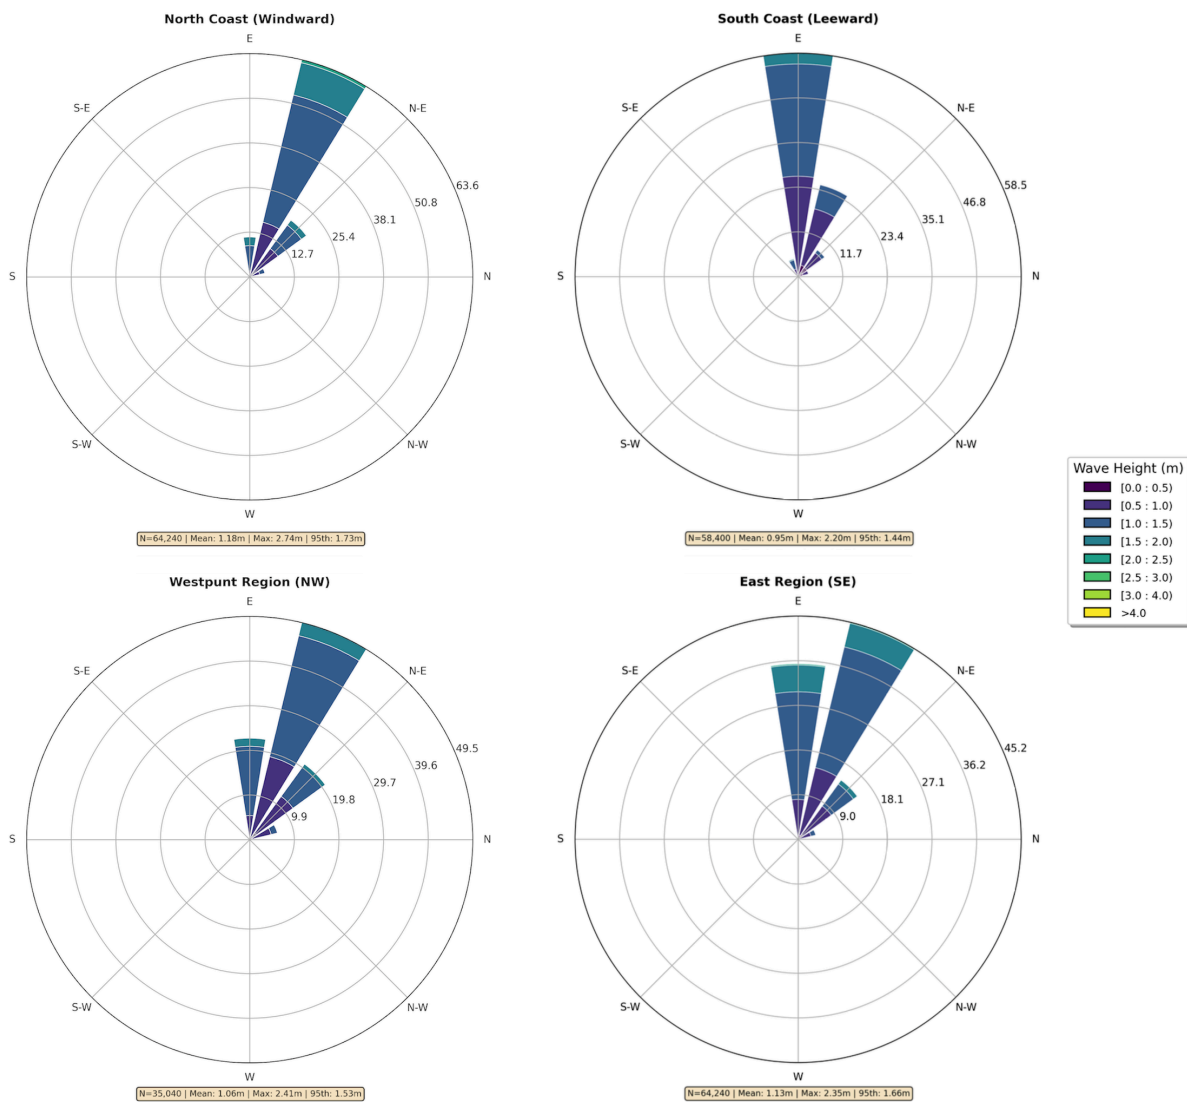 North Coast (Windward)
E
S-E
N-E
63.6
50.8
38.1
25.4
12.7
S
N
S-W
N-W
W
N=64,240 | Mean: 1.18m | Max: 2.74m | 95th: 1.73m
South Coast (Leeward)
E
S-E
N-E
58.5
46.8
35.1
23.4
11.7
S
N
S-W
N-W
W
N=58,400 | Mean: 0.95m | Max: 2.20m | 95th: 1.44m
Wave Height (m)
[0.0 : 0.5)
[0.5 : 1.0)
[1.0 : 1.5)
[1.5 : 2.0)
[2.0 : 2.5)
[2.5 : 3.0)
[3.0 : 4.0)
>4.0
Westpunt Region (NW)
E
S-E
N-E
49.5
39.6
29.7
19.8
9.9
S
N
S-W
N-W
W
N=35,040 | Mean: 1.06m | Max: 2.41m | 95th: 1.53m
East Region (SE)
E
S-E
N-E
45.2
36.2
27.1
18.1
9.0
S
N
S-W
N-W
W
N=64,240 | Mean: 1.13m | Max: 2.35m | 95th: 1.66m